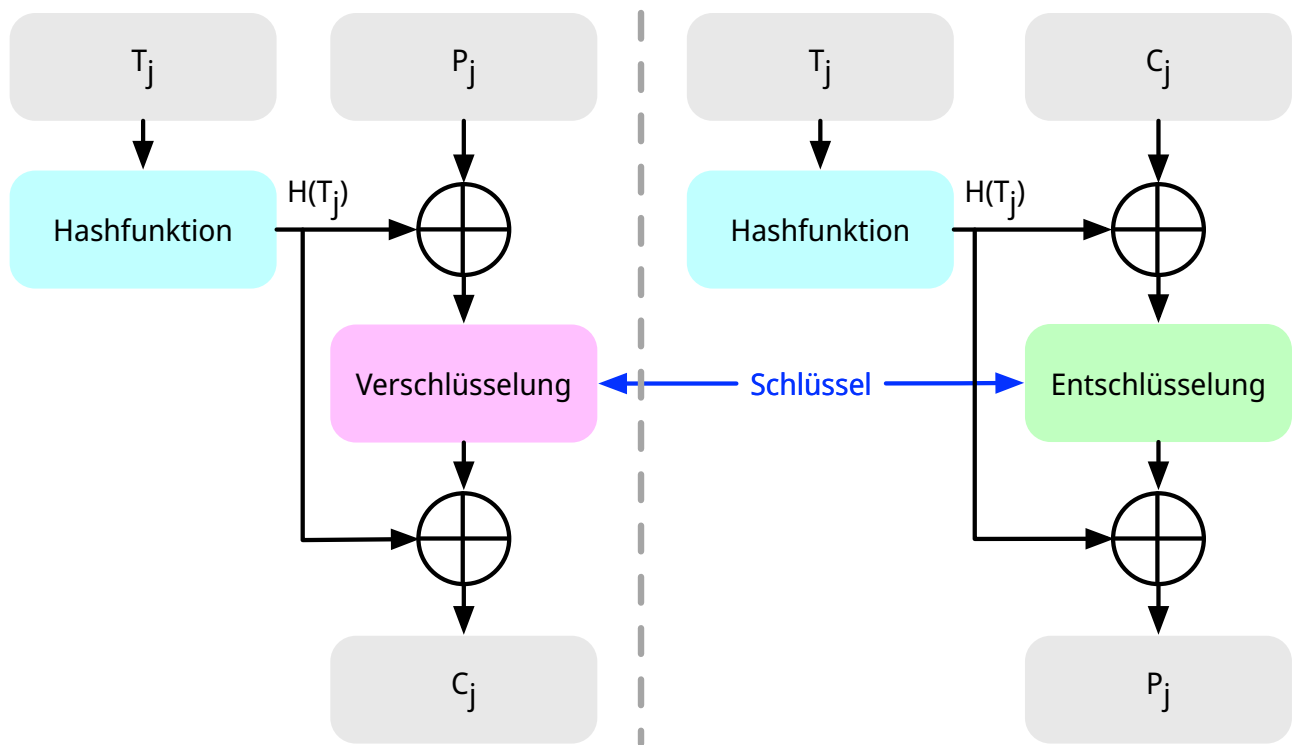 Tj
Pj
Tj
Cj
Hashfunktion
H(Tj)
Hashfunktion
H(Tj)
Verschlüsselung
Schlüssel
Entschlüsselung
Cj
Pj